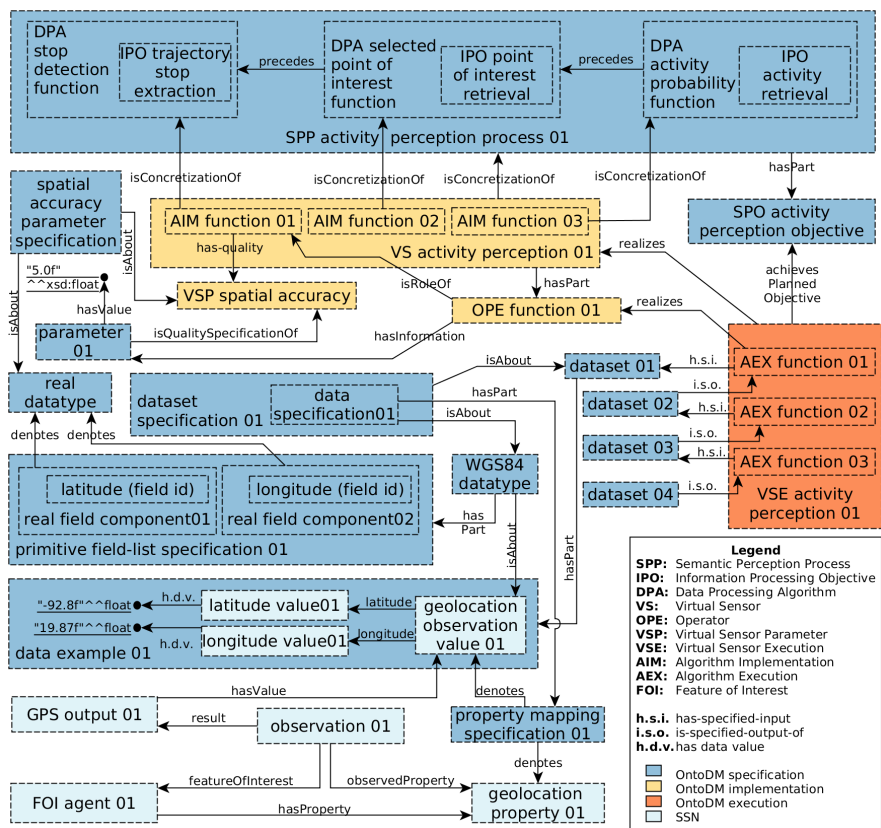 DPA
stop
detection
function
IPO trajectory
stop
extraction
precedes
DPA selected
point of
interest
function
IPO point
of interest
retrieval
precedes
DPA
activity
probability
function
IPO
activity
retrieval
SPP activity perception process 01
isConcretizationOf
isConcretizationOf
isConcretizationOf
isConcretizationOf
hasPart
spatial
accuracy
parameter
specification
AIM function 01
AIM function 02
AIM function 03
VS activity perception 01
SPO activity
perception objective
has-quality
isAbout
realizes
"5.0f"
^^xsd:float
hasValue
VSP spatial accuracy
isRoleOf
hasPart
OPE function 01
realizes
achieves
Planned
Objective
isAbout
parameter
01
isQualitySpecificationOf
hasInformation
real
datatype
denotes
denotes
dataset
specification 01
data
specification01
isAbout
hasPart
isAbout
dataset 01
h.s.i.
AEX function 01
i.s.o.
dataset 02
h.s.i.
AEX function 02
i.s.o.
dataset 03
h.s.i.
AEX function 03
dataset 04
i.s.o.
VSE activity
perception 01
latitude (field id)
real field component01
longitude (field id)
real field component02
primitive field-list specification 01
WGS84
datatype
has
Part
isAbout
hasPart
"-92.8f"^^float
h.d.v.
latitude value01
latitude
geolocation
observation
value 01
"19.87f"^^float
h.d.v.
longitude value01
longitude
data example 01
hasValue
denotes
GPS output 01
result
observation 01
property mapping
specification 01
featureOfInterest
observedProperty
denotes
FOI agent 01
hasProperty
geolocation
property 01
Legend
SPP: Semantic Perception Process
IPO: Information Processing Objective
DPA: Data Processing Algorithm
VS: Virtual Sensor
OPE: Operator
VSP: Virtual Sensor Parameter
VSE: Virtual Sensor Execution
AIM: Algorithm Implementation
AEX: Algorithm Execution
FOI: Feature of Interest
h.s.i. has-specified-input
i.s.o. is-specified-output-of
h.d.v. has data value
OntoDM specification
OntoDM implementation
OntoDM execution
SSN